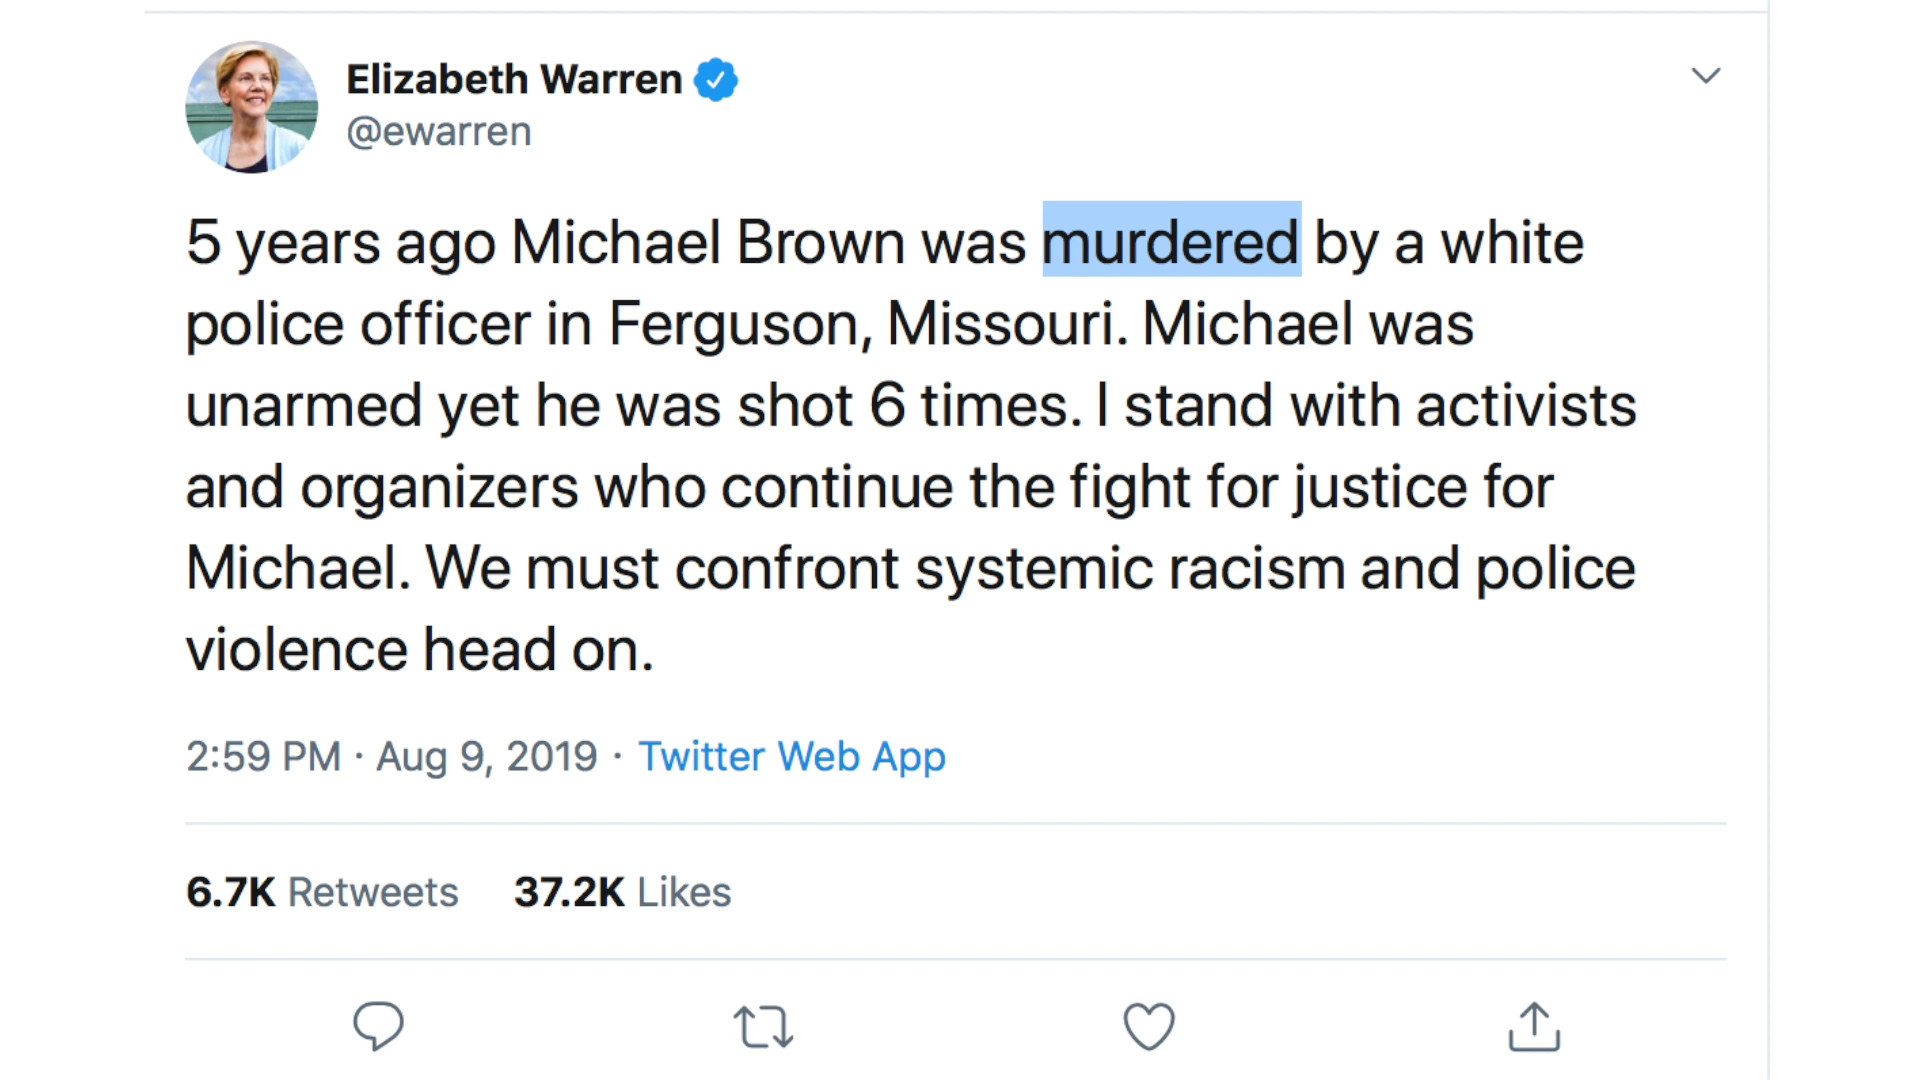 Elizabeth Warren
@ewarren
5 years ago Michael Brown was murdered by a white
police officer in Ferguson, Missouri. Michael was
unarmed yet he was shot 6 times. I stand with activists
and organizers who continue the fight for justice for
Michael. We must confront systemic racism and police
violence head on.
2:59 PM · Aug 9, 2019 · Twitter Web App
6.7K Retweets 37.2K Likes